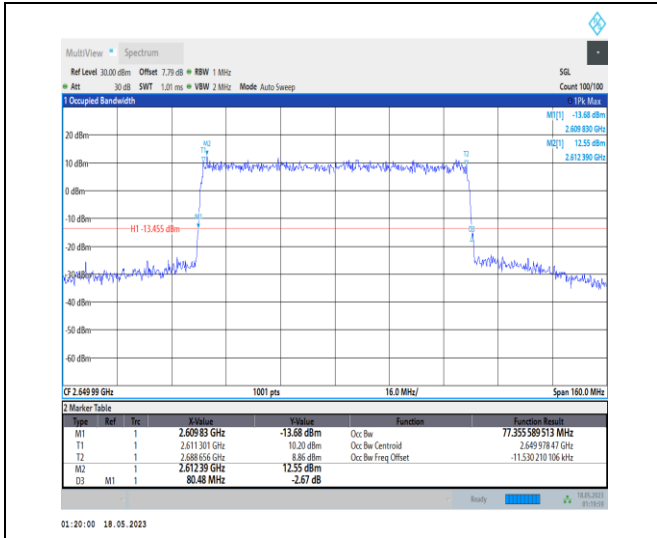 MultiView Spectrum
Ref Level 30.00 dBm Offset 7.79 dB RBW 1 MHz SGL
Att 30 dB SWT 1.01 ms VBW 2 MHz Mode Auto Sweep Count 100/100
1 Occupied Bandwidth 1Pk Max
M1[1] -13.68 dBm
2.609 830 GHz
M2[1] 12.55 dBm
2.612 390 GHz
20 dBm
M2
T1
T2
10 dBm
0 dBm
-10 dBm
M1
H1 -13.455 dBm
D3
-20 dBm
-30 dBm
-40 dBm
-50 dBm
-60 dBm
CF 2.649 99 GHz 1001 pts 16.0 MHz/ Span 160.0 MHz
2 Marker Table
Type Ref Trc X-Value Y-Value Function Function Result
M1 1 2.609 83 GHz -13.68 dBm Occ Bw 77.355 589 513 MHz
T1 1 2.611 301 GHz 10.20 dBm Occ Bw Centroid 2.649 978 47 GHz
T2 1 2.688 656 GHz 8.86 dBm Occ Bw Freq Offset -11.530 210 106 kHz
M2 1 2.612 39 GHz 12.55 dBm
D3 M1 1 80.48 MHz -2.67 dB
Ready 18.05.2023
01:19:59
01:20:00 18.05.2023